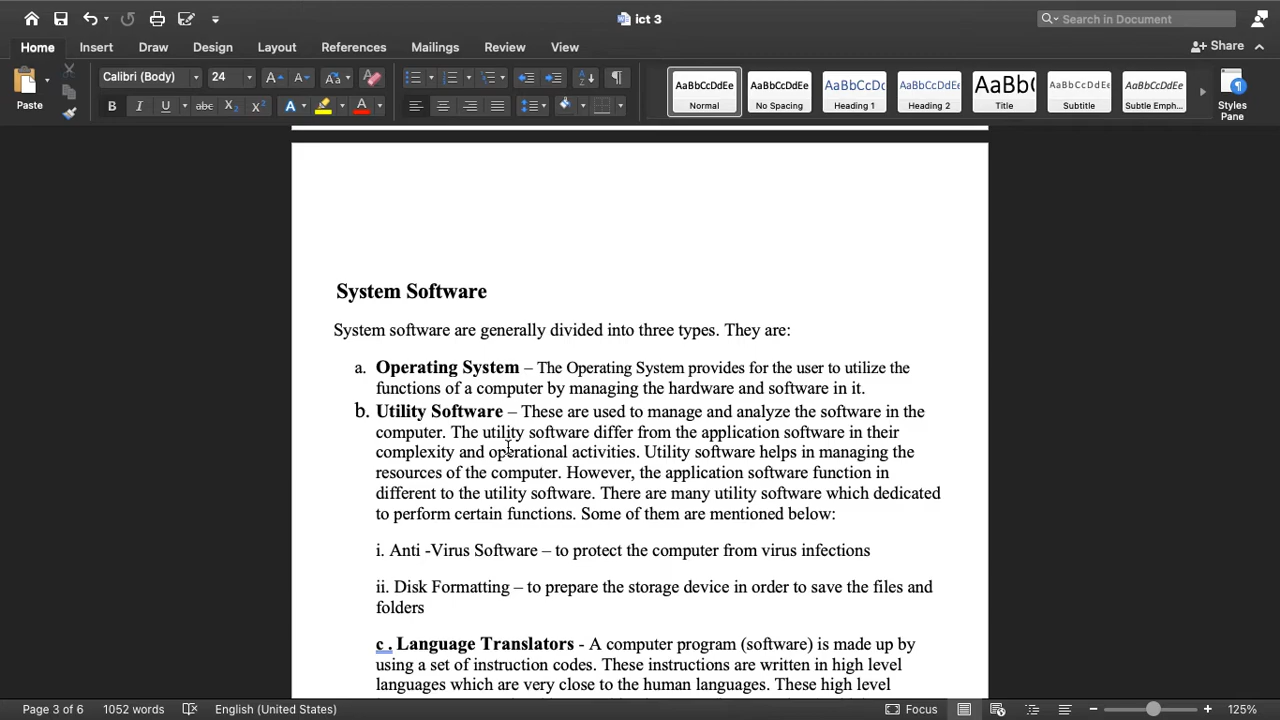 ict 3
Search in Document
Home Insert Draw Design Layout References Mailings Review View
Share
Paste
Calibri (Body) 24
AaBbCcDdEe AaBbCcDdEe AaBbCcDc AaBbCcDdEe AaBb( AaBbCcDdEe AaBbCcDdEe
Normal No Spacing Heading 1 Heading 2 Title Subtitle Subtle Emph...
Styles
Pane
System Software
System software are generally divided into three types. They are:
a. Operating System – The Operating System provides for the user to utilize the
functions of a computer by managing the hardware and software in it.
b. Utility Software – These are used to manage and analyze the software in the
computer. The utility software differ from the application software in their
complexity and operational activities. Utility software helps in managing the
resources of the computer. However, the application software function in
different to the utility software. There are many utility software which dedicated
to perform certain functions. Some of them are mentioned below:
i. Anti -Virus Software – to protect the computer from virus infections
ii. Disk Formatting – to prepare the storage device in order to save the files and
folders
c . Language Translators - A computer program (software) is made up by
using a set of instruction codes. These instructions are written in high level
languages which are very close to the human languages. These high level
Page 3 of 6 1052 words English (United States) Focus 125%